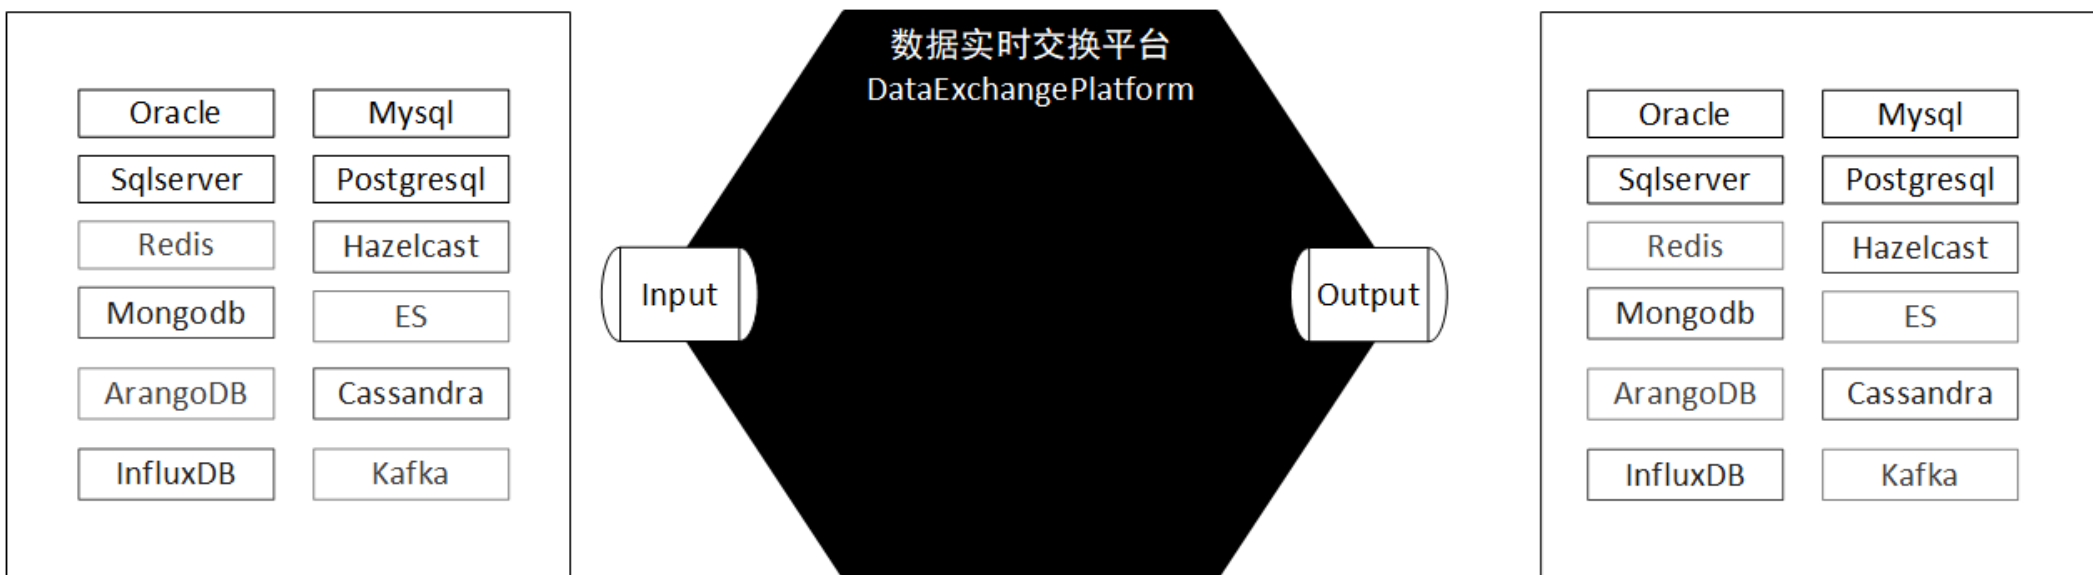 Oracle
Mysql
Sqlserver
Postgresql
Redis
Hazelcast
Mongodb
ES
ArangoDB
Cassandra
InfluxDB
Kafka
数据实时交换平台
DataExchangePlatform
Input
Output
Oracle
Mysql
Sqlserver
Postgresql
Redis
Hazelcast
Mongodb
ES
ArangoDB
Cassandra
InfluxDB
Kafka